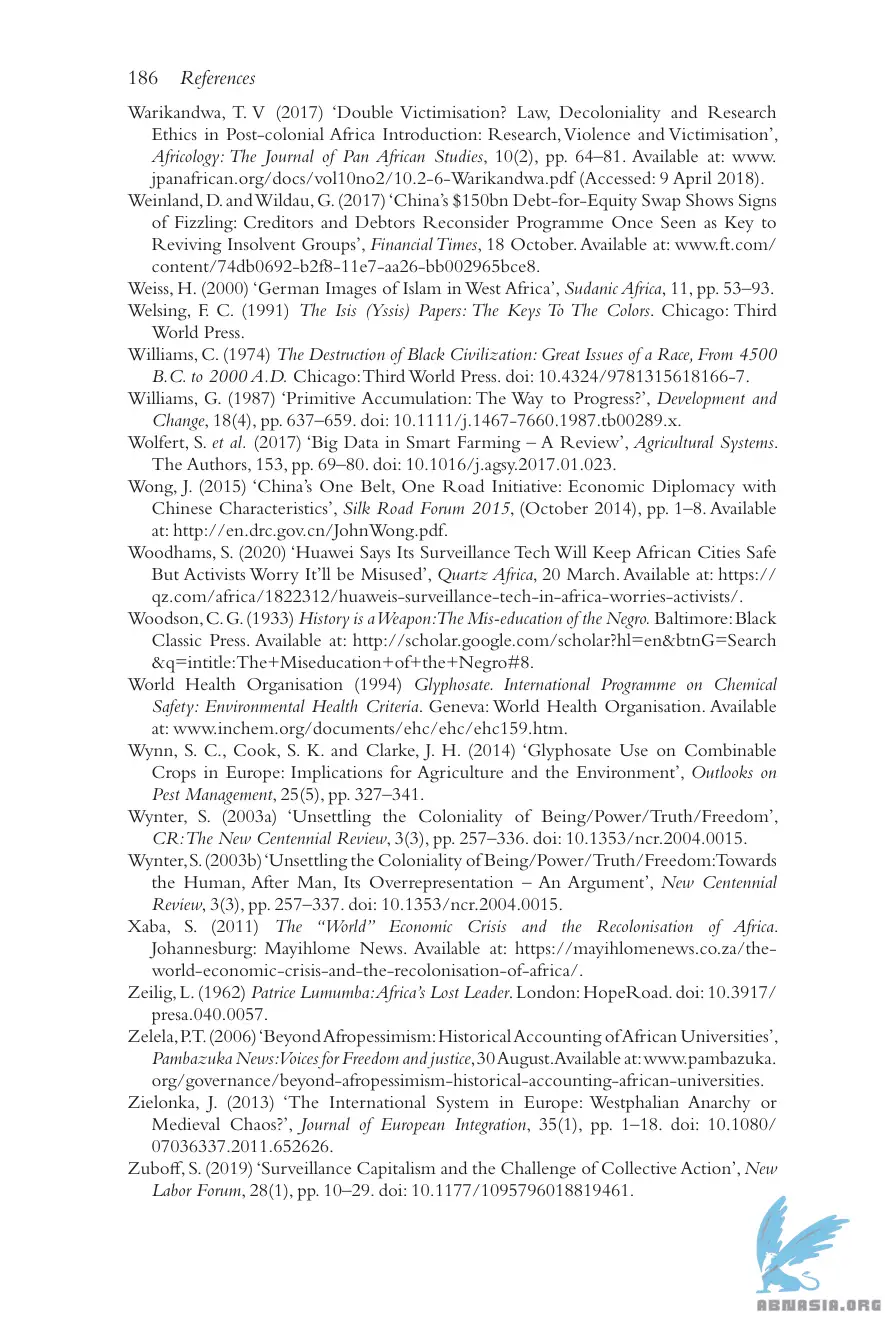 186 References
Warikandwa, T. V (2017) ‘Double Victimisation? Law, Decoloniality and Research
Ethics in Post-colonial Africa Introduction: Research, Violence and Victimisation’,
Africology: The Journal of Pan African Studies, 10(2), pp. 64–81. Available at: www.
jpanafrican.org/docs/vol10no2/10.2-6-Warikandwa.pdf (Accessed: 9 April 2018).
Weinland, D. and Wildau, G. (2017) ‘China’s $150bn Debt-for-Equity Swap Shows Signs
of Fizzling: Creditors and Debtors Reconsider Programme Once Seen as Key to
Reviving Insolvent Groups’, Financial Times, 18 October. Available at: www.ft.com/
content/74db0692-b2f8-11e7-aa26-bb002965bce8.
Weiss, H. (2000) ‘German Images of Islam in West Africa’, Sudanic Africa, 11, pp. 53–93.
Welsing, F. C. (1991) The Isis (Yssis) Papers: The Keys To The Colors. Chicago: Third
World Press.
Williams, C. (1974) The Destruction of Black Civilization: Great Issues of a Race, From 4500
B.C. to 2000 A.D. Chicago: Third World Press. doi: 10.4324/9781315618166-7.
Williams, G. (1987) ‘Primitive Accumulation: The Way to Progress?’, Development and
Change, 18(4), pp. 637–659. doi: 10.1111/j.1467-7660.1987.tb00289.x.
Wolfert, S. et al. (2017) ‘Big Data in Smart Farming – A Review’, Agricultural Systems.
The Authors, 153, pp. 69–80. doi: 10.1016/j.agsy.2017.01.023.
Wong, J. (2015) ‘China’s One Belt, One Road Initiative: Economic Diplomacy with
Chinese Characteristics’, Silk Road Forum 2015, (October 2014), pp. 1–8. Available
at: http://en.drc.gov.cn/JohnWong.pdf.
Woodhams, S. (2020) ‘Huawei Says Its Surveillance Tech Will Keep African Cities Safe
But Activists Worry It’ll be Misused’, Quartz Africa, 20 March. Available at: https://
qz.com/africa/1822312/huaweis-surveillance-tech-in-africa-worries-activists/.
Woodson, C. G. (1933) History is a Weapon: The Mis-education of the Negro. Baltimore: Black
Classic Press. Available at: http://scholar.google.com/scholar?hl=en&btnG=Search
&q=intitle:The+Miseducation+of+the+Negro#8.
World Health Organisation (1994) Glyphosate. International Programme on Chemical
Safety: Environmental Health Criteria. Geneva: World Health Organisation. Available
at: www.inchem.org/documents/ehc/ehc/ehc159.htm.
Wynn, S. C., Cook, S. K. and Clarke, J. H. (2014) ‘Glyphosate Use on Combinable
Crops in Europe: Implications for Agriculture and the Environment’, Outlooks on
Pest Management, 25(5), pp. 327–341.
Wynter, S. (2003a) ‘Unsettling the Coloniality of Being/Power/Truth/Freedom’,
CR: The New Centennial Review, 3(3), pp. 257–336. doi: 10.1353/ncr.2004.0015.
Wynter, S. (2003b) ‘Unsettling the Coloniality of Being/Power/Truth/Freedom: Towards
the Human, After Man, Its Overrepresentation – An Argument’, New Centennial
Review, 3(3), pp. 257–337. doi: 10.1353/ncr.2004.0015.
Xaba, S. (2011) The “World” Economic Crisis and the Recolonisation of Africa.
Johannesburg: Mayihlome News. Available at: https://mayihlomenews.co.za/the-
world-economic-crisis-and-the-recolonisation-of-africa/.
Zeilig, L. (1962) Patrice Lumumba: Africa’s Lost Leader. London: HopeRoad. doi: 10.3917/
presa.040.0057.
Zelela, P.T. (2006) ‘Beyond Afropessimism: Historical Accounting of African Universities’,
Pambazuka News: Voices for Freedom and justice, 30 August. Available at: www.pambazuka.
org/governance/beyond-afropessimism-historical-accounting-african-universities.
Zielonka, J. (2013) ‘The International System in Europe: Westphalian Anarchy or
Medieval Chaos?’, Journal of European Integration, 35(1), pp. 1–18. doi: 10.1080/
07036337.2011.652626.
Zuboff, S. (2019) ‘Surveillance Capitalism and the Challenge of Collective Action’, New
Labor Forum, 28(1), pp. 10–29. doi: 10.1177/1095796018819461.
ABNASIA.ORG